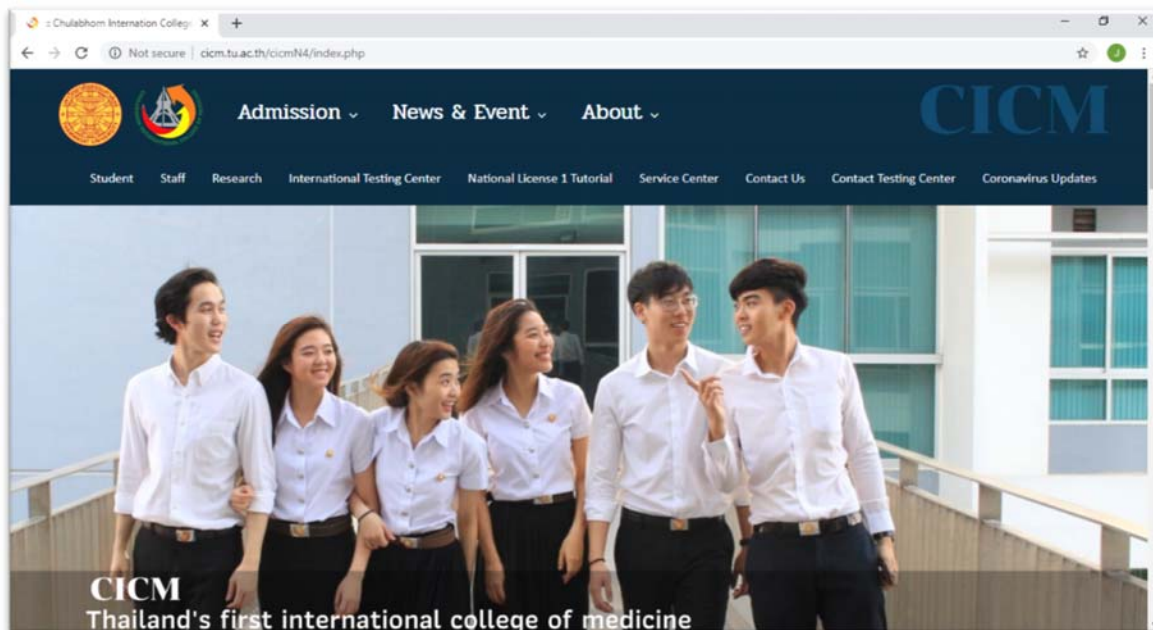 : Chulabhorn Internation College
Not secure | cicm.tu.ac.th/cicmN4/index.php
J
Admission
News & Event
About
CICM
Student
Staff
Research
International Testing Center
National License 1 Tutorial
Service Center
Contact Us
Contact Testing Center
Coronavirus Updates
CICM
Thailand's first international college of medicine